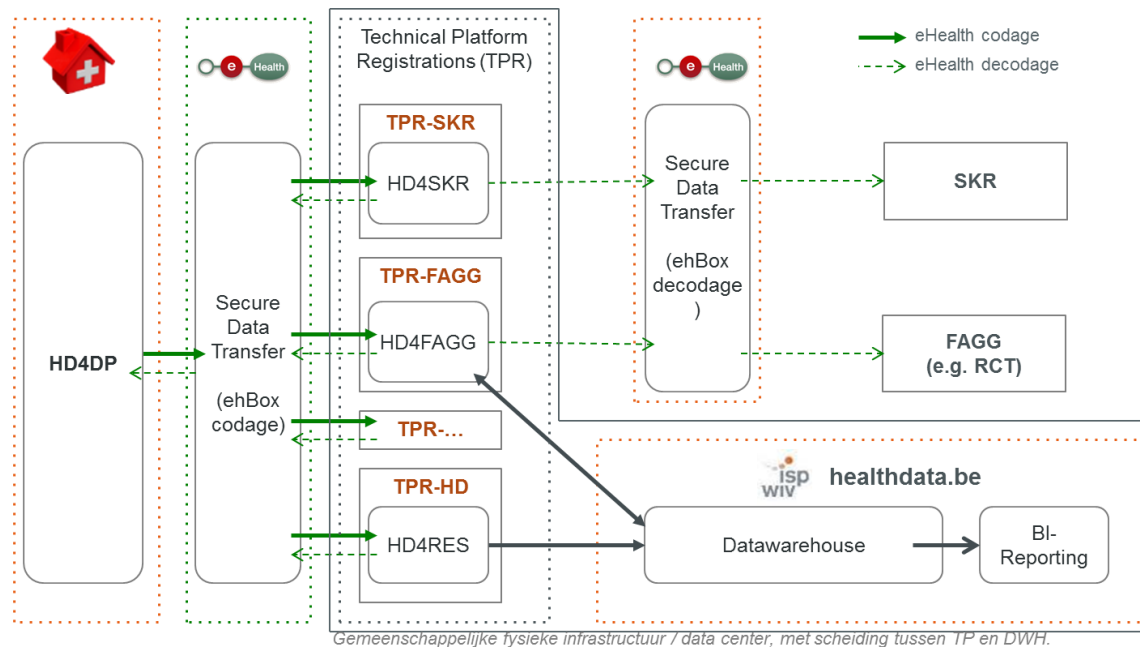 Technical Platform
Registrations (TPR)
eHealth codage
eHealth decodage
e
Health
e
Health
TPR-SKR
HD4SKR
Secure
Data
Transfer
(ehBox
decodage
)
SKR
TPR-FAGG
HD4FAGG
FAGG
(e.g. RCT)
HD4DP
Secure
Data
Transfer
(ehBox
codage)
TPR-...
TPR-HD
HD4RES
isp
WIV
healthdata.be
Datawarehouse
BI-
Reporting
Gemeenschappelijke fysieke infrastructuur / data center, met scheiding tussen TP en DWH.